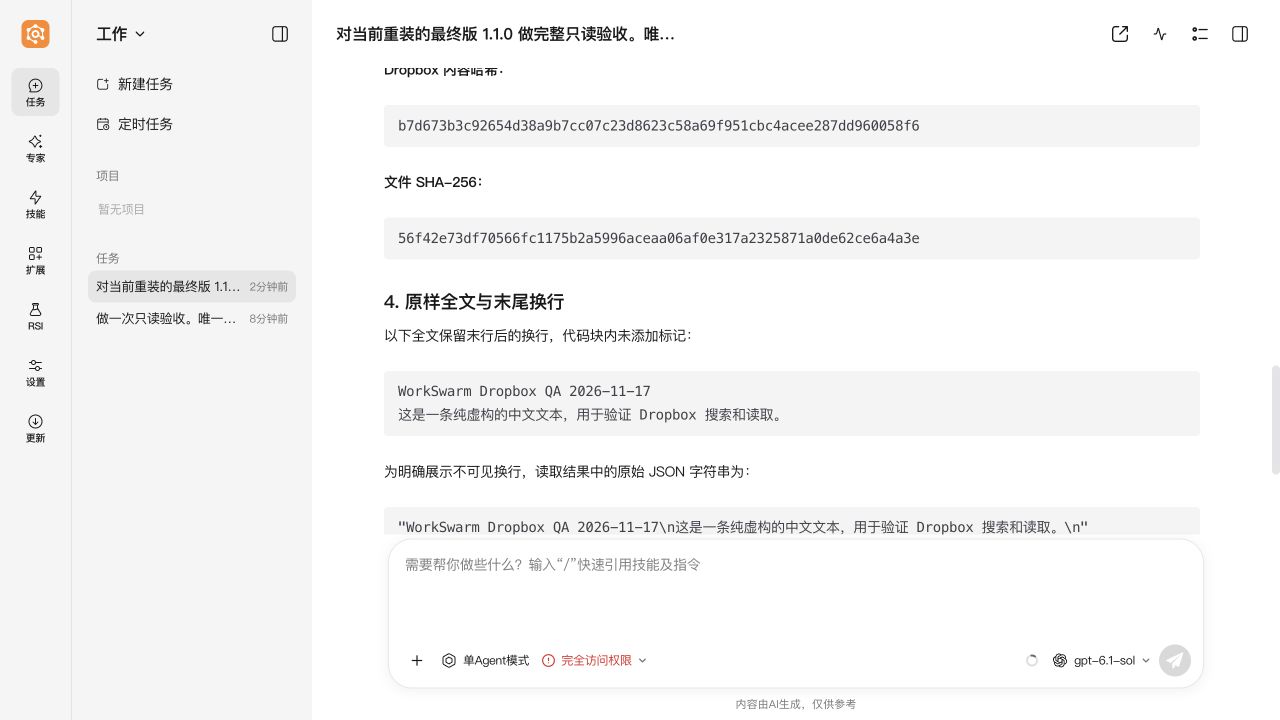 任务
专家
技能
扩展
RSI
设置
更新
工作
新建任务
定时任务
项目
暂无项目
任务
对当前重装的最终版 1.1... 2分钟前
做一次只读验收。唯一... 8分钟前
对当前重装的最终版 1.1.0 做完整只读验收。唯...
Dropbox 内容哈希：
b7d673b3c92654d38a9b7cc07c23d8623c58a69f951cbc4acee287dd960058f6
文件 SHA-256：
56f42e73df70566fc1175b2a5996aceaa06af0e317a2325871a0de62ce6a4a3e
4. 原样全文与末尾换行
以下全文保留末行后的换行，代码块内未添加标记：
WorkSwarm Dropbox QA 2026-11-17
这是一条纯虚构的中文文本，用于验证 Dropbox 搜索和读取。
为明确展示不可见换行，读取结果中的原始 JSON 字符串为：
"WorkSwarm Dropbox QA 2026-11-17\n这是一条纯虚构的中文文本，用于验证 Dropbox 搜索和读取。\n"
需要帮你做些什么？输入“/”快速引用技能及指令
单Agent模式 完全访问权限 gpt-6.1-sol
内容由AI生成，仅供参考